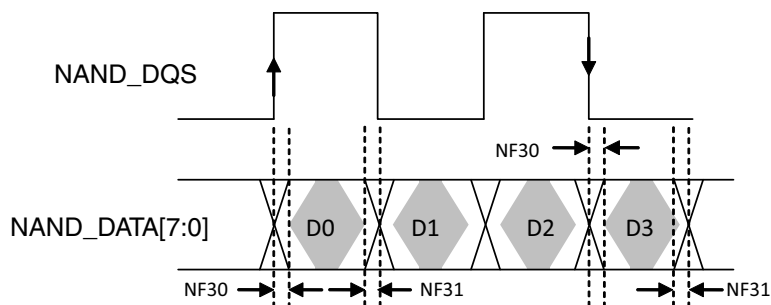 NAND_DQS
NF30
NAND_DATA[7:0]
D0
D1
D2
D3
NF30
NF31
NF31